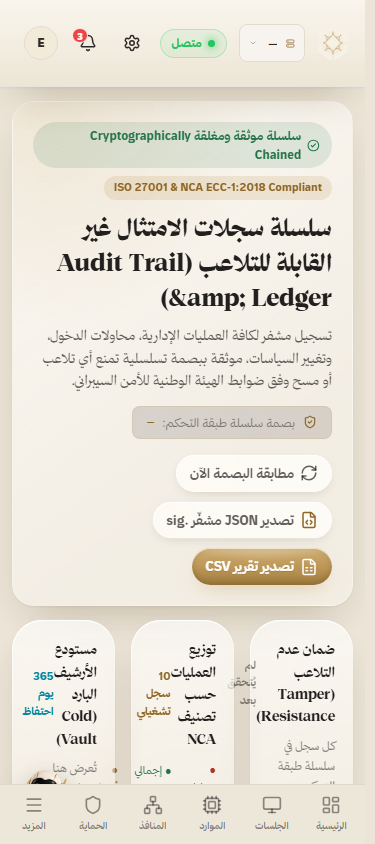 متصل
3
E
سلسلة موثقة ومغلقة Cryptographically
Chained
ISO 27001 & NCA ECC-1:2018 Compliant
سلسلة سجلات الامتثال غير
القابلة للتلاعب (Audit Trail
&amp; Ledger)
تسجيل مشفر لكافة العمليات الإدارية، محاولات الدخول،
وتغيير السياسات، موثقة ببصمة تسلسلية تمنع أي تلاعب
أو مسح وفق ضوابط الهيئة الوطنية للأمن السيبراني.
بصمة سلسلة طبقة التحكم: —
مطابقة البصمة الآن
تصدير JSON مشفّر .sig
تصدير تقرير CSV
ضمان عدم
التلاعب
(Tamper
Resistance)
لم
يُتحقق
بعد
كل سجل في
سلسلة طبقة
توزيع
العمليات
حسب
تصنيف
NCA
10
سجل
تشغيلي
إجمالي
مستودع
الأرشيف
البارد
(Cold
Vault)
365
يوم
احتفاظ
تُعرض هنا
الرئيسية
الجلسات
الموارد
المنافذ
الحماية
المزيد